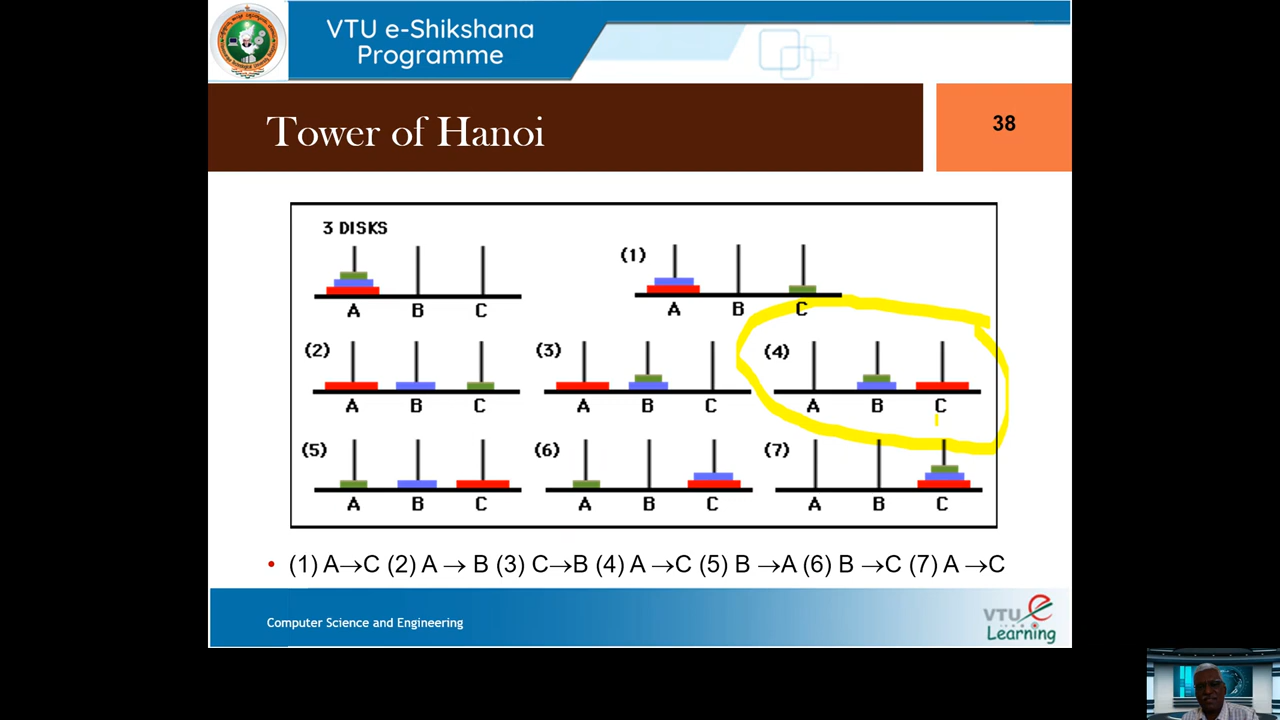 VTU e-Shikshana
Programme
Tower of Hanoi
38
3 DISKS
A B C
(1)
A B C
(2)
A B C
(3)
A B C
(4)
A B C
(5)
A B C
(6)
A B C
(7)
A B C
• (1) A→C (2) A → B (3) C→B (4) A →C (5) B →A (6) B →C (7) A →C
Computer Science and Engineering
VTU e
Learning